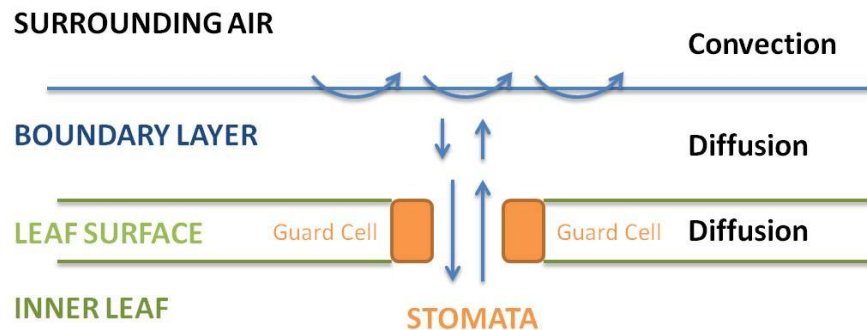 SURROUNDING AIR
Convection
BOUNDARY LAYER
Diffusion
LEAF SURFACE
Guard Cell
Guard Cell
Diffusion
INNER LEAF
STOMATA